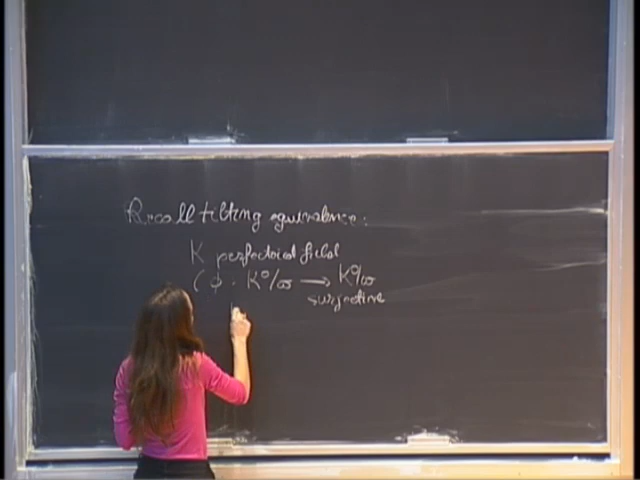 Recall tilting equivalence:
K perfectoid field
( φ : K°/ϖ → K°/ϖ
surjective